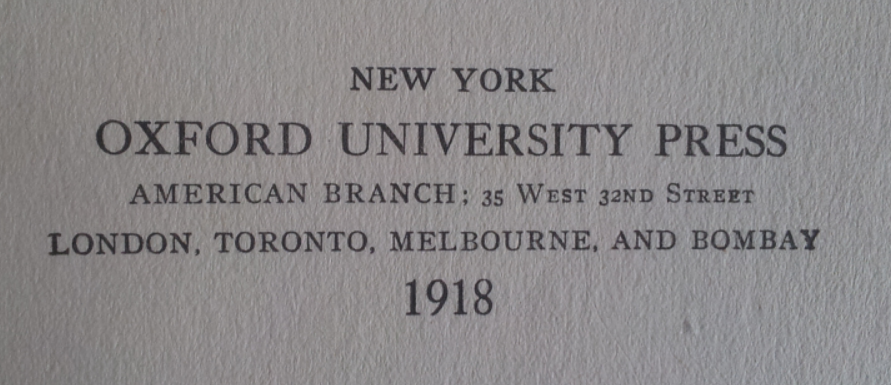 NEW YORK
OXFORD UNIVERSITY PRESS
AMERICAN BRANCH; 35 WEST 32ND STREET
LONDON, TORONTO, MELBOURNE, AND BOMBAY
1918